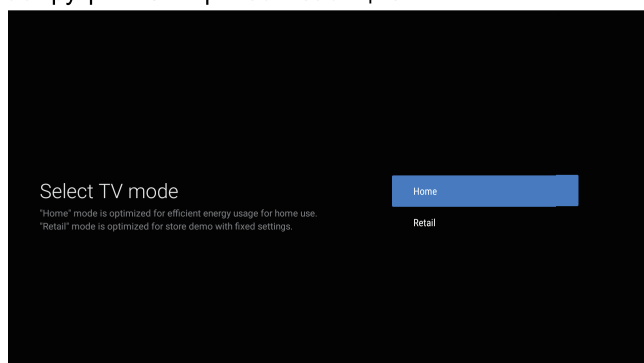 Select TV mode
"Home" mode is optimized for efficient energy usage for home use.
"Retail" mode is optimized for store demo with fixed settings.
Home
Retail